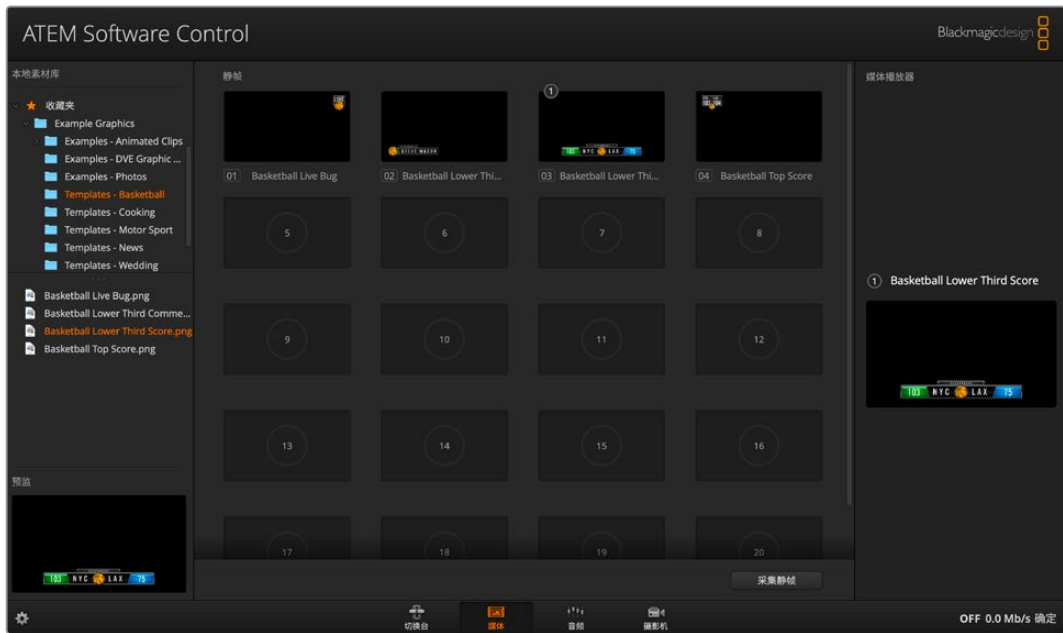 ATEM Software Control
Blackmagicdesign
本地素材库
收藏夹
Example Graphics
Examples - Animated Clips
Examples - DVE Graphic ...
Examples - Photos
Templates - Basketball
Templates - Cooking
Templates - Motor Sport
Templates - News
Templates - Wedding
Basketball Live Bug.png
Basketball Lower Third Comme...
Basketball Lower Third Score.png
Basketball Top Score.png
预监
103 NYC LAX 75
静帧
LIVE
STEVE MASON
1
103 NYC LAX 75
103 104
01 Basketball Live Bug
02 Basketball Lower Thi...
03 Basketball Lower Thi...
04 Basketball Top Score
5
6
7
8
9
10
11
12
13
14
15
16
17
18
19
20
采集静帧
媒体播放器
1 Basketball Lower Third Score
103 NYC LAX 75
切换台
媒体
音频
摄影机
OFF 0.0 Mb/s 确定